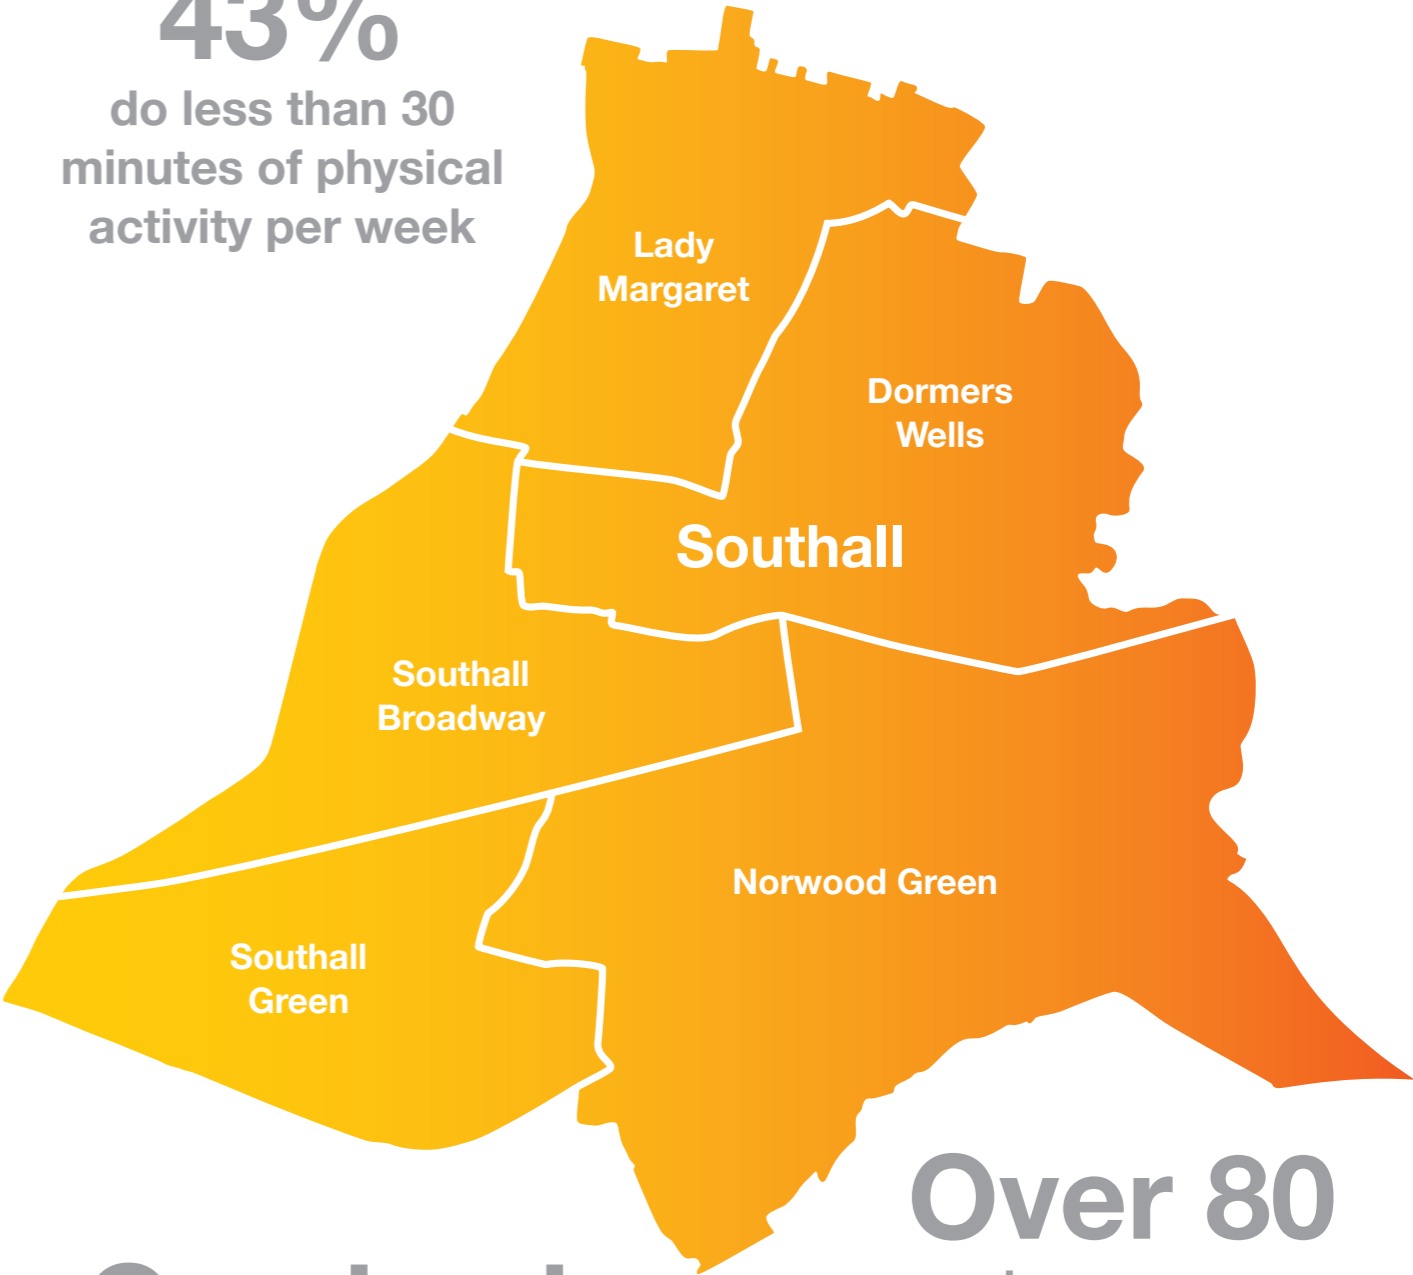 43%
do less than 30
minutes of physical
activity per week
Lady
Margaret
Dormers
Wells
Southall
Southall
Broadway
Norwood Green
Southall
Green
Over 80